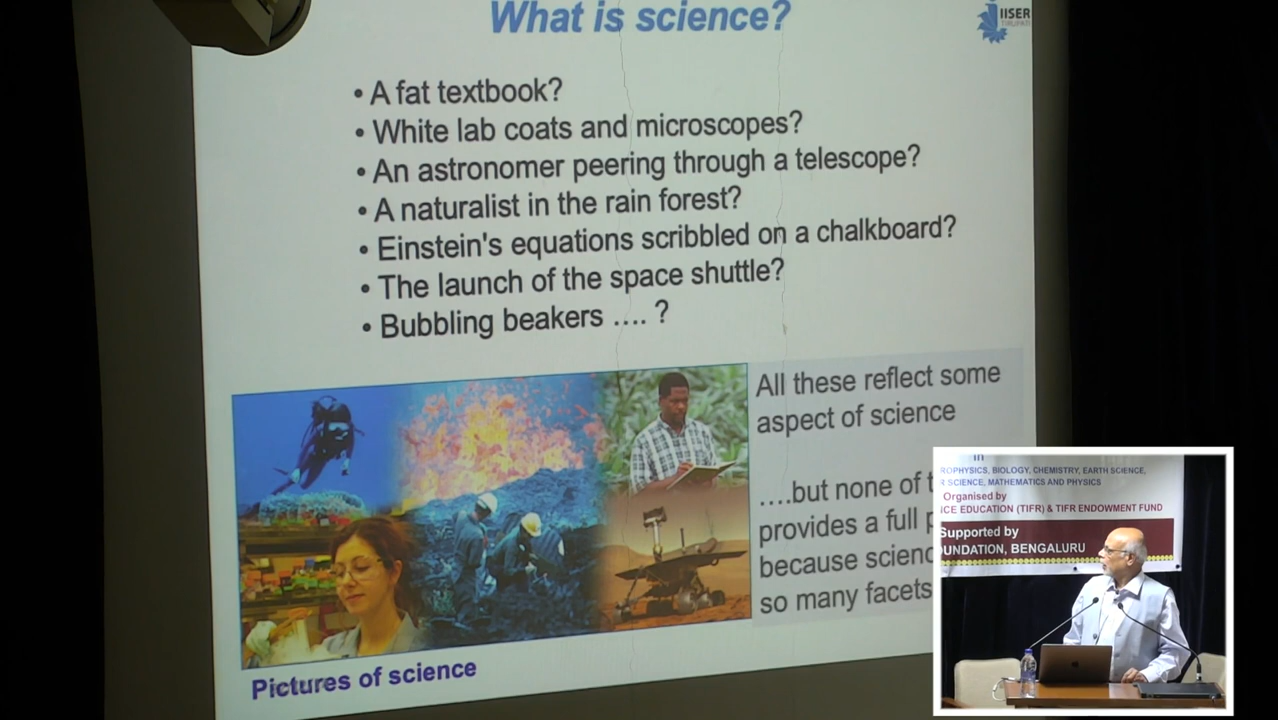 What is science?
IISER
TIRUPATI
• A fat textbook?
• White lab coats and microscopes?
• An astronomer peering through a telescope?
• A naturalist in the rain forest?
• Einstein's equations scribbled on a chalkboard?
• The launch of the space shuttle?
• Bubbling beakers …. ?
All these reflect some
aspect of science
….but none of
provides a full
because scienc
so many facets
Pictures of science
in
ROPHYSICS, BIOLOGY, CHEMISTRY, EARTH SCIENCE,
R SCIENCE, MATHEMATICS AND PHYSICS
Organised by
ICE EDUCATION (TIFR) & TIFR ENDOWMENT FUND
Supported by
OUNDATION, BENGALURU